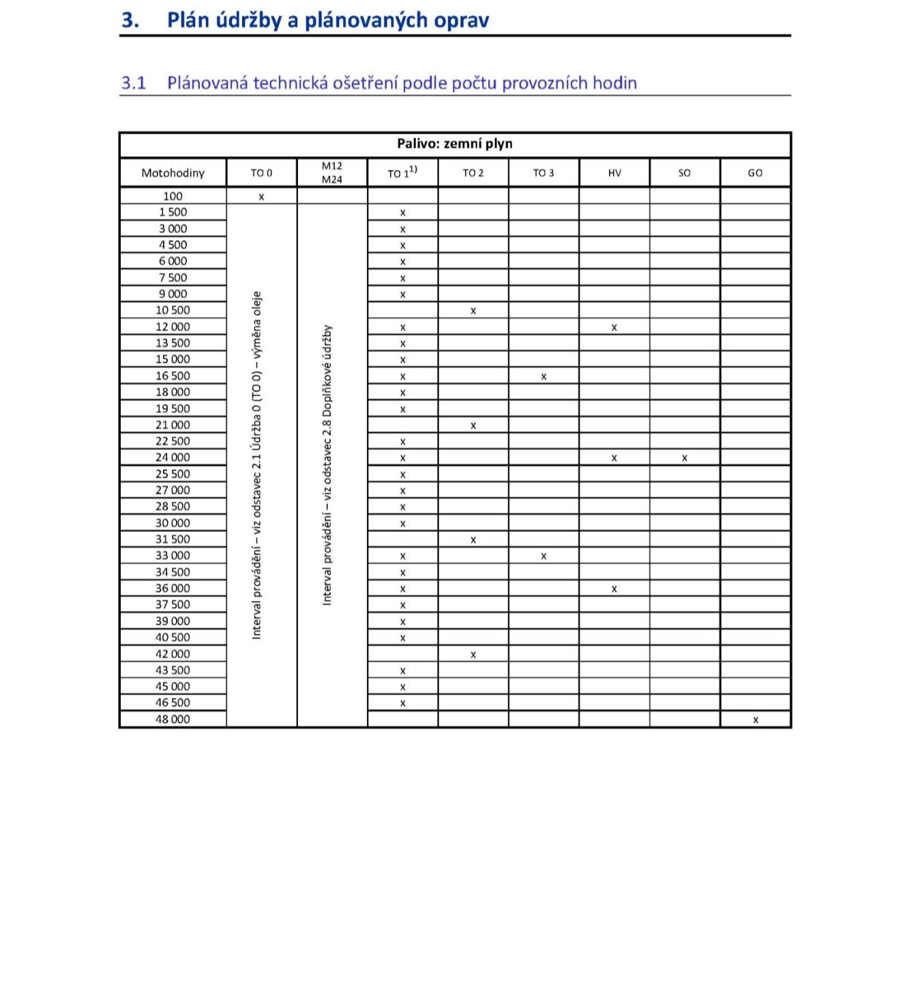 3. Plán údržby a plánovaných oprav
3.1 Plánovaná technická ošetření podle počtu provozních hodin
Palivo: zemní plyn
Motohodiny TO 0 M12 M24 TO 1¹⁾ TO 2 TO 3 HV SO GO
100 x
1 500 x
3 000 x
4 500 x
6 000 x
7 500 x
9 000 x
10 500 x
12 000 x x
13 500 x
15 000 x
16 500 x x
18 000 x
19 500 x
21 000 x
22 500 x
24 000 x x x
25 500 x
27 000 x
28 500 x
30 000 x
31 500 x
33 000 x x
34 500 x
36 000 x x
37 500 x
39 000 x
40 500 x
42 000 x
43 500 x
45 000 x
46 500 x
48 000 x
Interval provádění – viz odstavec 2.1 Údržba 0 (TO 0) – výměna oleje
Interval provádění – viz odstavec 2.8 Doplňkové údržby